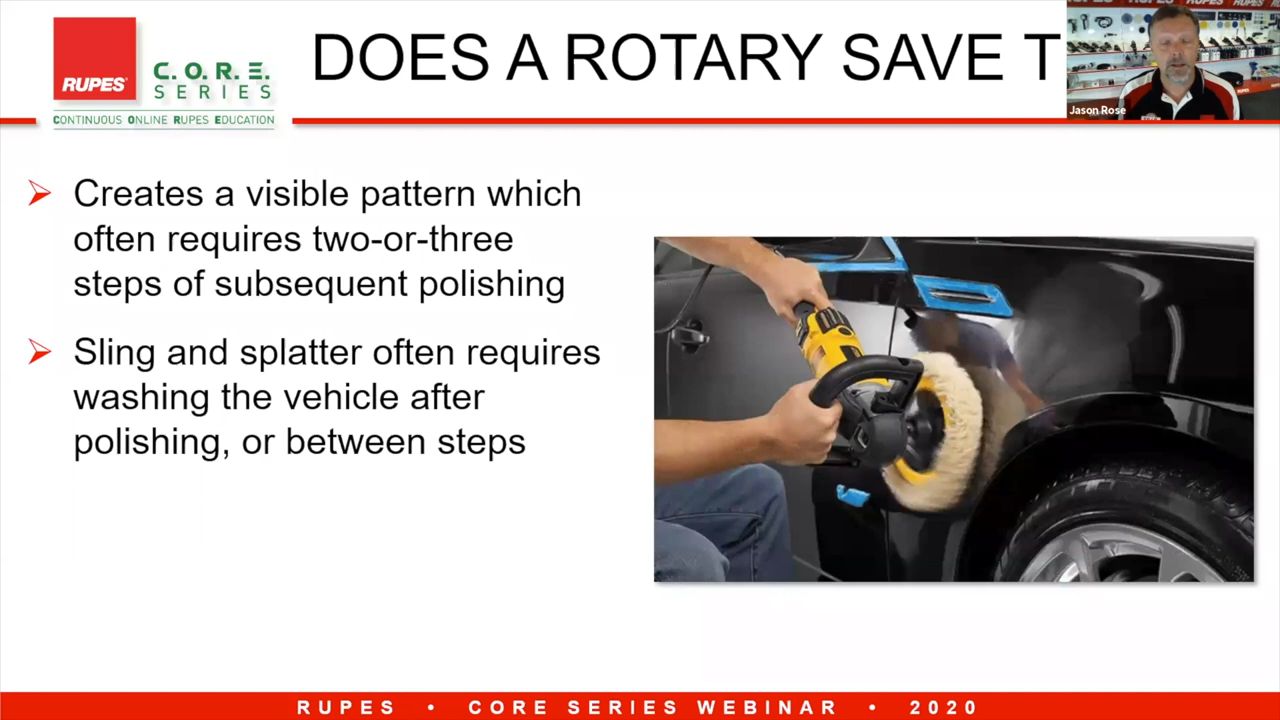 RUPES
C.O.R.E.
SERIES
CONTINUOUS ONLINE RUPES EDUCATION
DOES A ROTARY SAVE T
RUPES
Jason Rose
Creates a visible pattern which
often requires two-or-three
steps of subsequent polishing
Sling and splatter often requires
washing the vehicle after
polishing, or between steps
RUPES • CORE SERIES WEBINAR • 2020